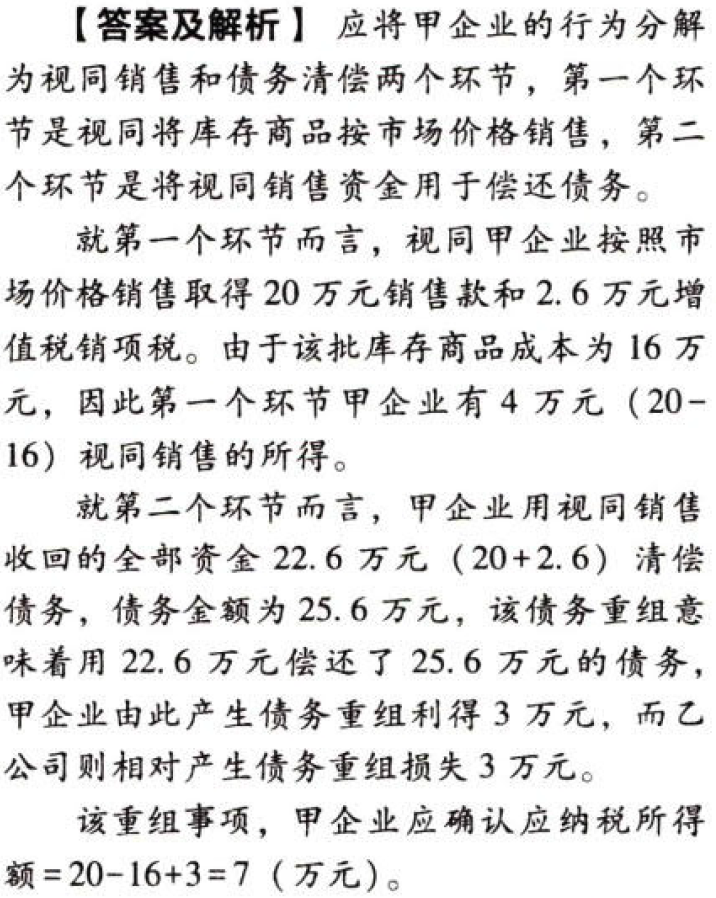 【答案及解析】 应将甲企业的行为分解
为视同销售和债务清偿两个环节，第一个环
节是视同将库存商品按市场价格销售，第二
个环节是将视同销售资金用于偿还债务。
就第一个环节而言，视同甲企业按照市
场价格销售取得 20 万元销售款和 2.6 万元增
值税销项税。由于该批库存商品成本为 16 万
元，因此第一个环节甲企业有 4 万元（20-
16）视同销售的所得。
就第二个环节而言，甲企业用视同销售
收回的全部资金 22.6 万元（20+2.6）清偿
债务，债务金额为 25.6 万元，该债务重组意
味着用 22.6 万元偿还了 25.6 万元的债务，
甲企业由此产生债务重组利得 3 万元，而乙
公司则相对产生债务重组损失 3 万元。
该重组事项，甲企业应确认应纳税所得
额=20-16+3=7（万元）。